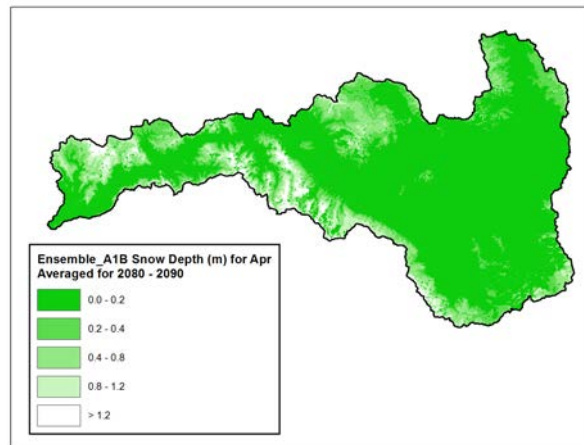 Ensemble_A1B Snow Depth (m) for Apr
Averaged for 2080 - 2090
0.0 - 0.2
0.2 - 0.4
0.4 - 0.8
0.8 - 1.2
> 1.2